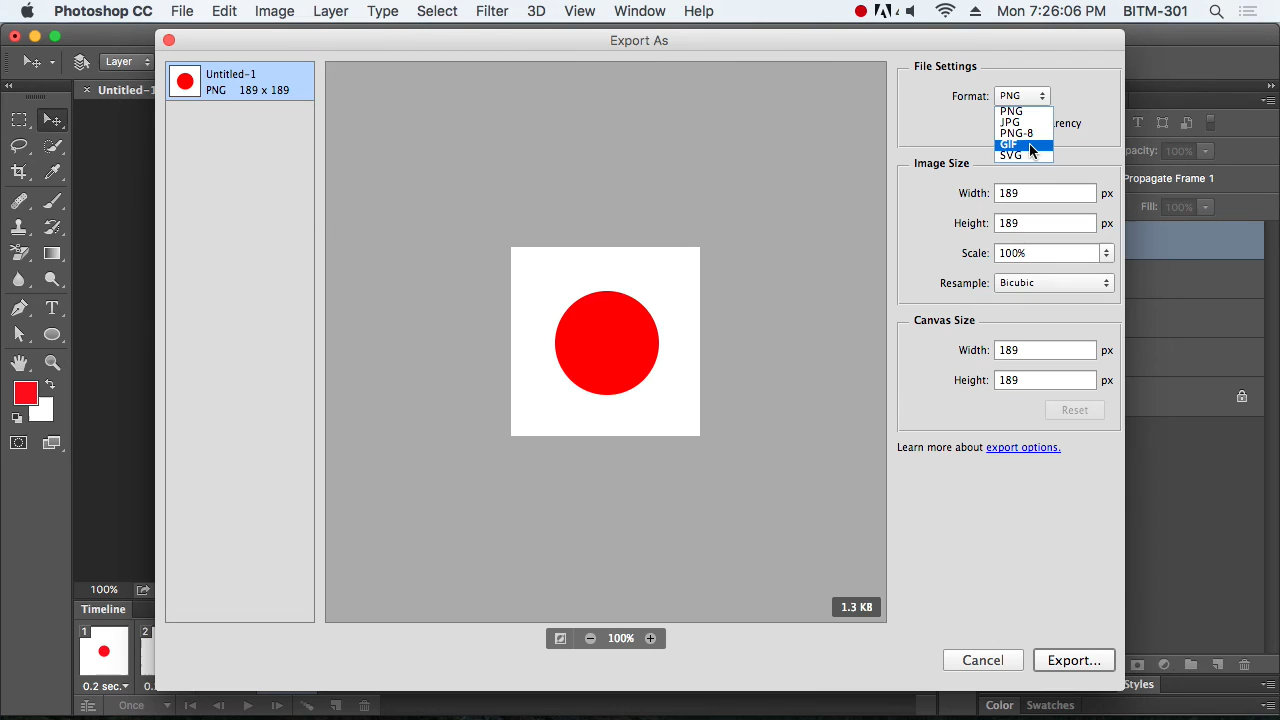 Photoshop CC File Edit Image Layer Type Select Filter 3D View Window Help Mon 7:26:06 PM BITM-301
Export As
Layer
Untitled-1
Untitled-1
PNG 189 x 189
File Settings
Format: PNG
PNG
JPG
PNG-8
GIF
SVG
rency
pacity: 100%
Propagate Frame 1
Fill: 100%
Image Size
Width: 189 px
Height: 189 px
Scale: 100%
Resample: Bicubic
Canvas Size
Width: 189 px
Height: 189 px
Reset
Learn more about export options.
100%
1.3 KB
Timeline
100%
1 2
0.2 sec. 0.
Cancel Export...
Styles
Once
Color Swatches